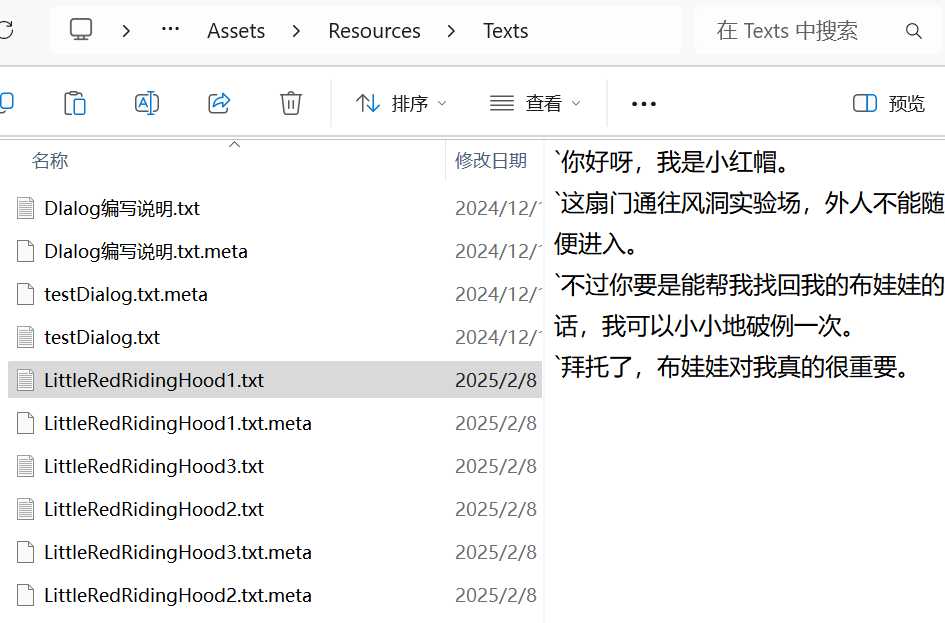 Assets > Resources > Texts
在 Texts 中搜索
排序
查看
预览
名称
修改日期
DIalog编写说明.txt
2024/12/1
DIalog编写说明.txt.meta
2024/12/1
testDialog.txt.meta
2024/12/1
testDialog.txt
2024/12/1
LittleRedRidingHood1.txt
2025/2/8
LittleRedRidingHood1.txt.meta
2025/2/8
LittleRedRidingHood3.txt
2025/2/8
LittleRedRidingHood2.txt
2025/2/8
LittleRedRidingHood3.txt.meta
2025/2/8
LittleRedRidingHood2.txt.meta
2025/2/8
`你好呀，我是小红帽。
`这扇门通往风洞实验场，外人不能随
便进入。
`不过你要是能帮我找回我的布娃娃的
话，我可以小小地破例一次。
`拜托了，布娃娃对我真的很重要。